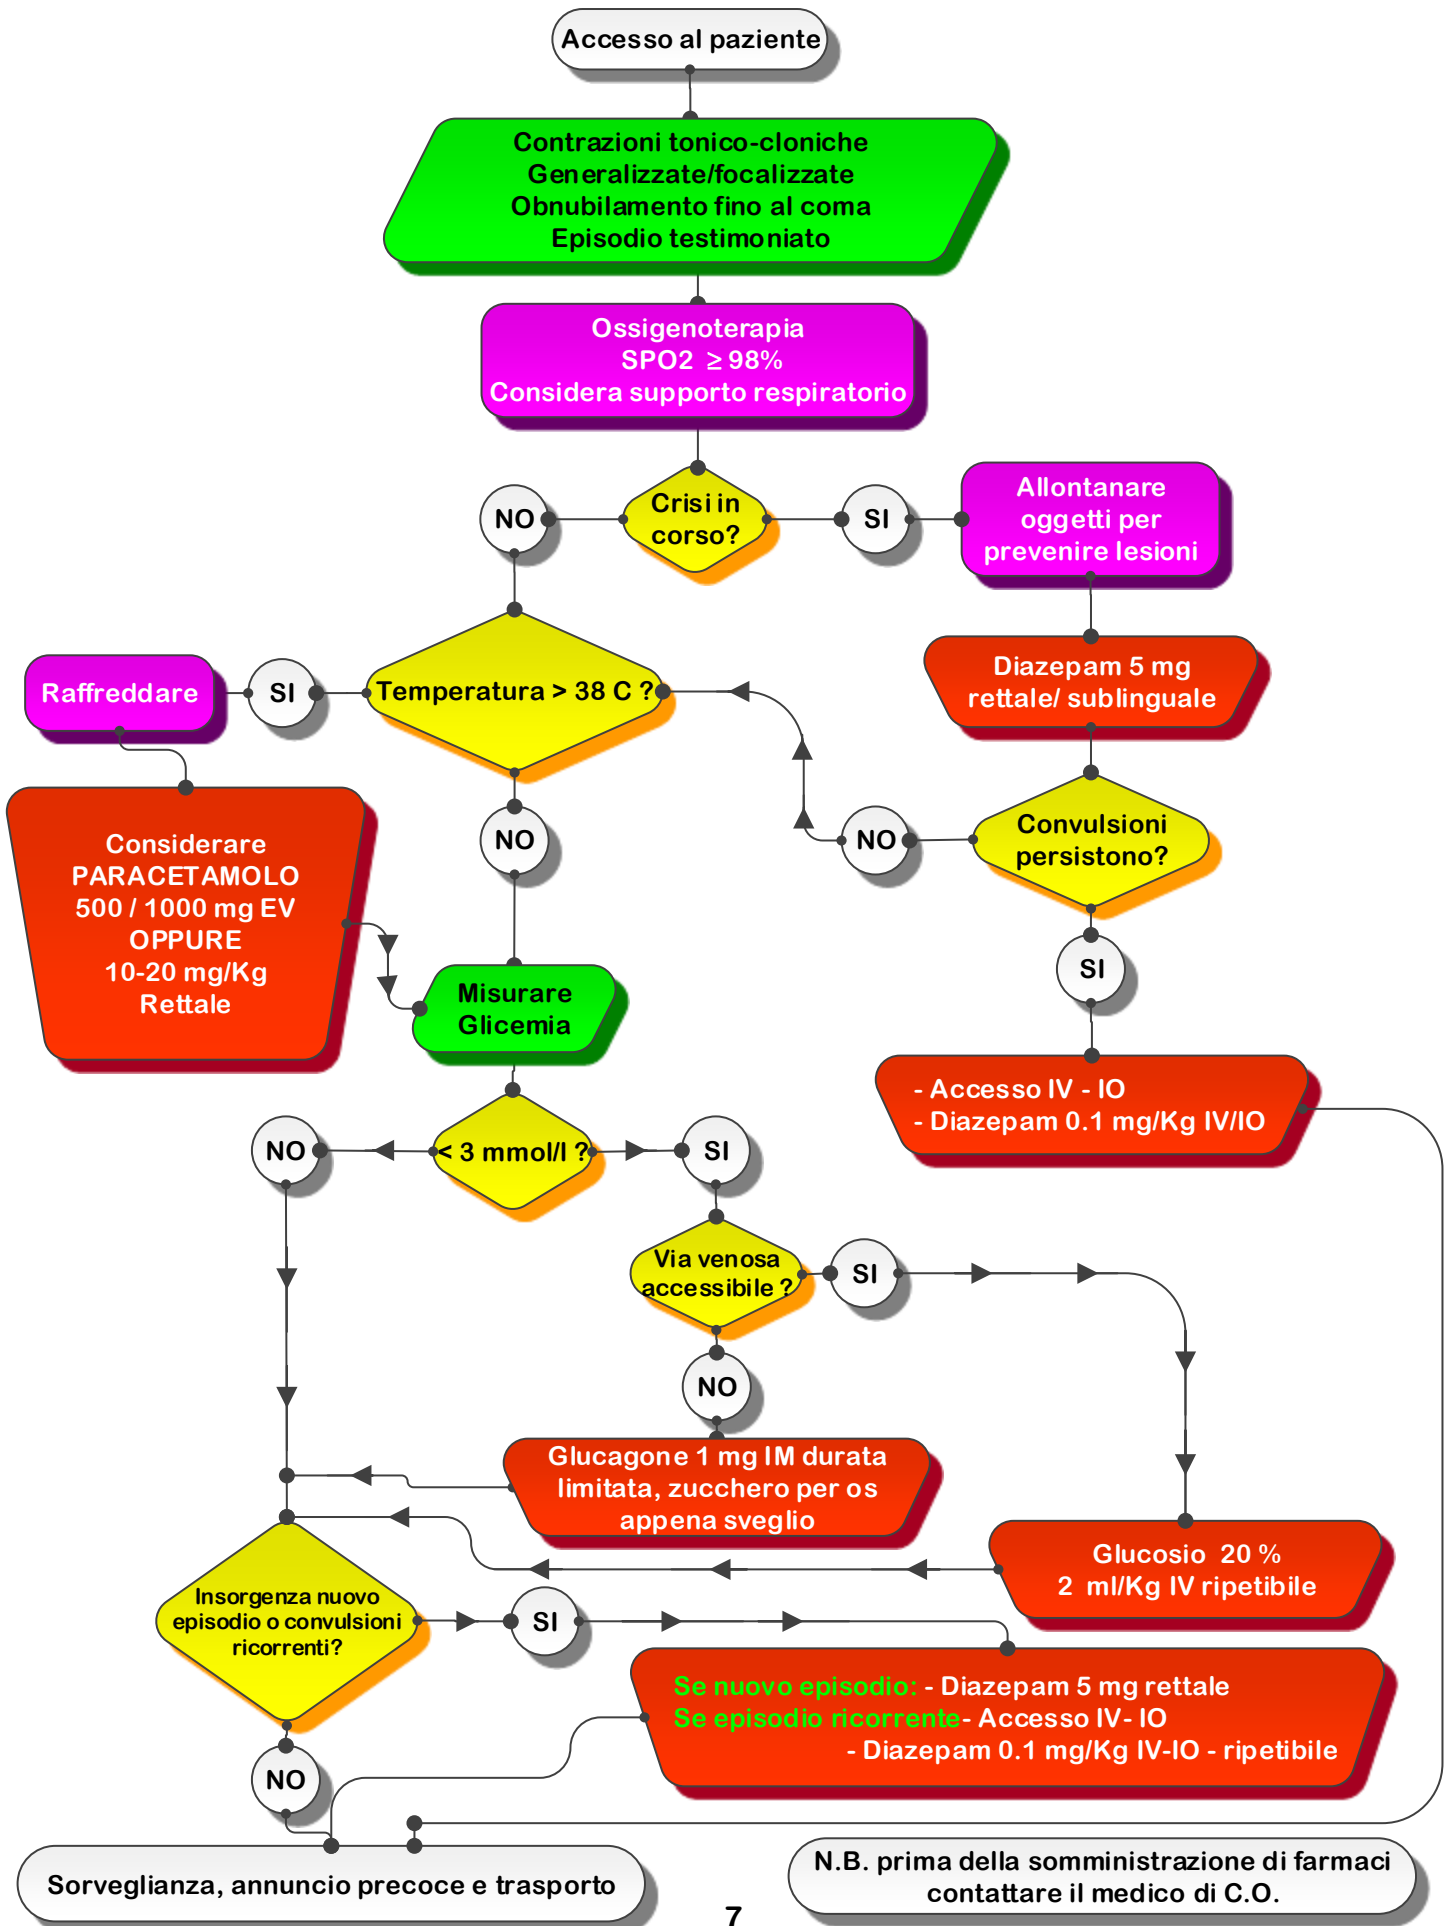 Accesso al paziente
Contrazioni tonico-cloniche
Generalizzate/focalizzate
Obnubilamento fino al coma
Episodio testimoniato
Ossigenoterapia
SPO2 ≥ 98%
Considera supporto respiratorio
Crisi in
corso?
NO
SI
Allontanare
oggetti per
prevenire lesioni
Temperatura > 38 C ?
SI
Raffreddare
Diazepam 5 mg
rettale/ sublinguale
Considerare
PARACETAMOLO
500 / 1000 mg EV
OPPURE
10-20 mg/Kg
Rettale
NO
NO
Convulsioni
persistono?
SI
Misurare
Glicemia
- Accesso IV - IO
- Diazepam 0.1 mg/Kg IV/IO
NO
< 3 mmol/l ?
SI
Via venosa
accessibile ?
SI
NO
Glucagone 1 mg IM durata
limitata, zucchero per os
appena sveglio
Glucosio 20 %
2 ml/Kg IV ripetibile
Insorgenza nuovo
episodio o convulsioni
ricorrenti?
SI
Se nuovo episodio: - Diazepam 5 mg rettale
Se episodio ricorrente- Accesso IV- IO
- Diazepam 0.1 mg/Kg IV-IO - ripetibile
NO
Sorveglianza, annuncio precoce e trasporto
N.B. prima della somministrazione di farmaci
contattare il medico di C.O.
7